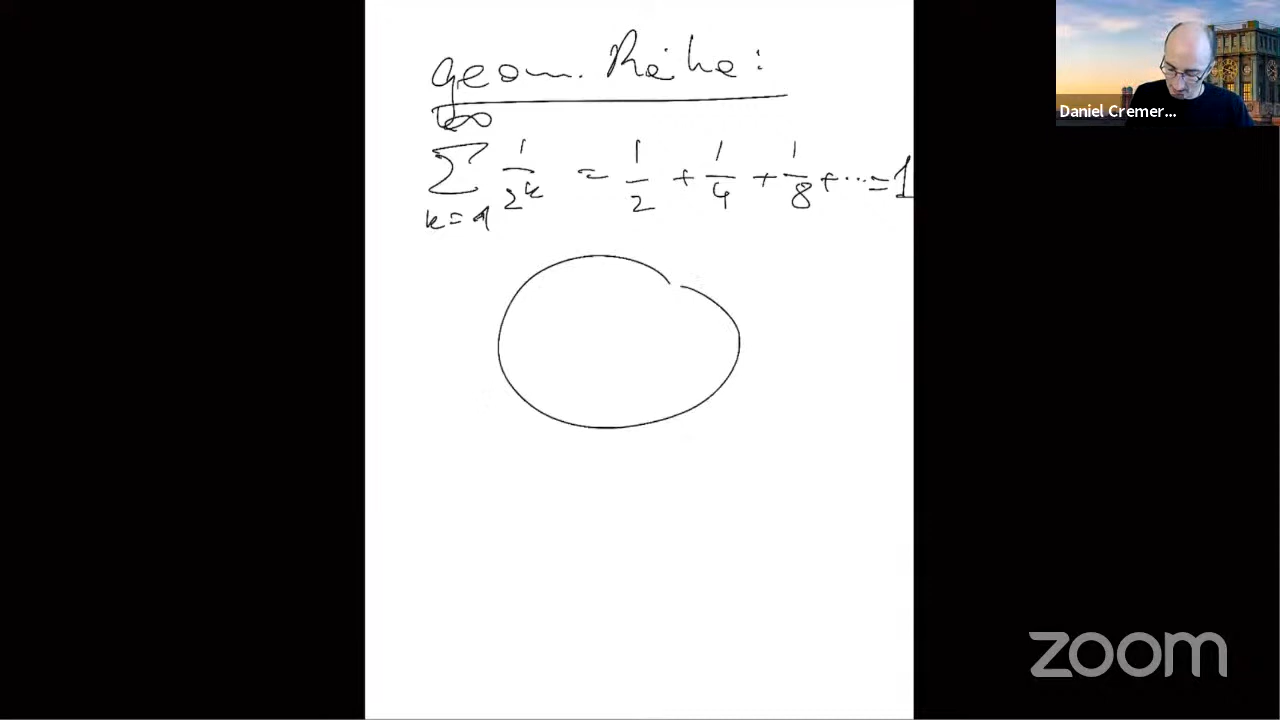 geom. Reihe:
∞
∑ 1/2^k = 1/2 + 1/4 + 1/8 + ... = 1
k=1
Daniel Cremer...
zoom